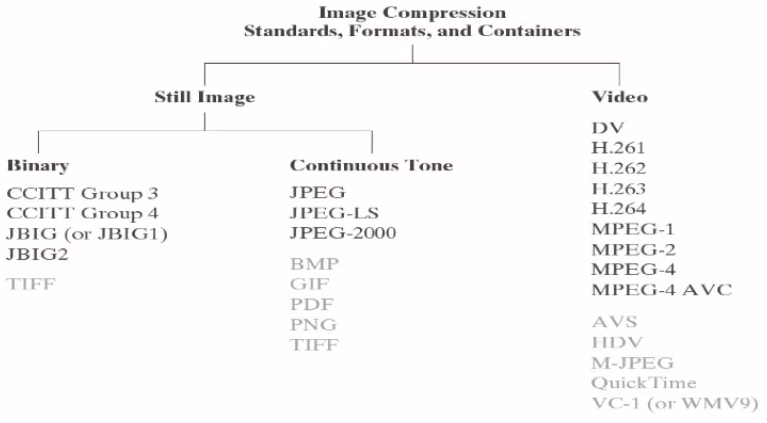 Image Compression
Standards, Formats, and Containers
Still Image
Binary
CCITT Group 3
CCITT Group 4
JBIG (or JBIG1)
JBIG2
TIFF
Continuous Tone
JPEG
JPEG-LS
JPEG-2000
BMP
GIF
PDF
PNG
TIFF
Video
DV
H.261
H.262
H.263
H.264
MPEG-1
MPEG-2
MPEG-4
MPEG-4 AVC
AVS
HDV
M-JPEG
QuickTime
VC-1 (or WMV9)